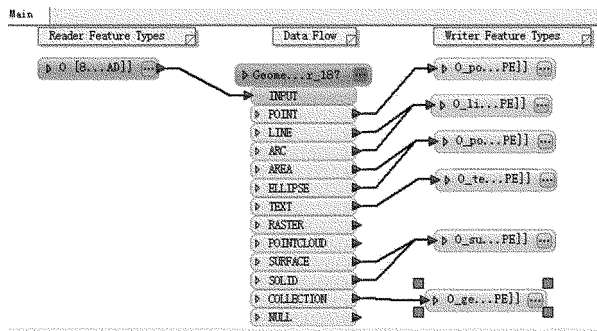 Main
Reader Feature Types
Data Flow
Writer Feature Types
0 [8...AD]]
Geome...r_187
INPUT
POINT
LINE
ARC
AREA
ELLIPSE
TEXT
RASTER
POINTCLOUD
SURFACE
SOLID
COLLECTION
NULL
0_po...PE]]
0_li...PE]]
0_po...PE]]
0_te...PE]]
0_su...PE]]
0_ge...PE]]